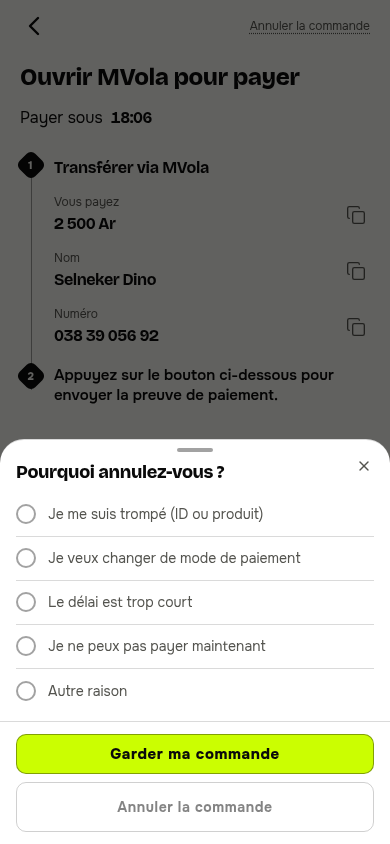 Annuler la commande
Ouvrir MVola pour payer
Payer sous 18:06
1
Transférer via MVola
Vous payez
2 500 Ar
Nom
Selneker Dino
Numéro
038 39 056 92
2
Appuyez sur le bouton ci-dessous pour
envoyer la preuve de paiement.
Pourquoi annulez-vous ?
Je me suis trompé (ID ou produit)
Je veux changer de mode de paiement
Le délai est trop court
Je ne peux pas payer maintenant
Autre raison
Garder ma commande
Annuler la commande